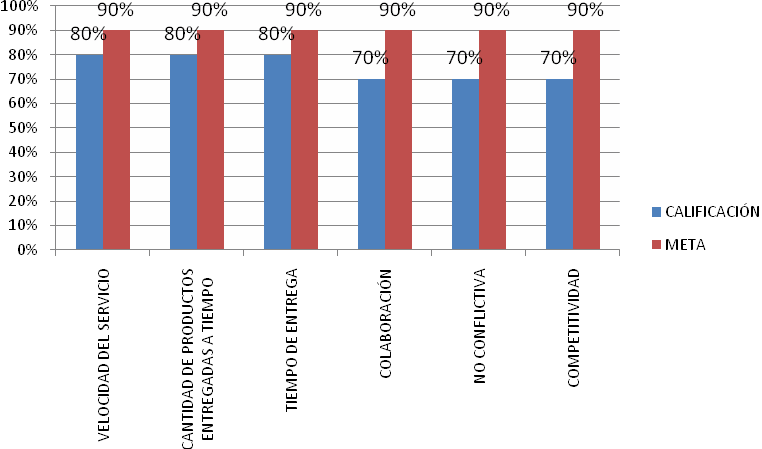 100%
90%
80%
70%
60%
50%
40%
30%
20%
10%
0%
80%
90%
80%
90%
80%
90%
70%
90%
70%
90%
70%
90%
VELOCIDAD DEL SERVICIO
CANTIDAD DE PRODUCTOS
ENTREGADAS A TIEMPO
TIEMPO DE ENTREGA
COLABORACIÓN
NO CONFLICTIVA
COMPETITIVIDAD
CALIFICACIÓN
META